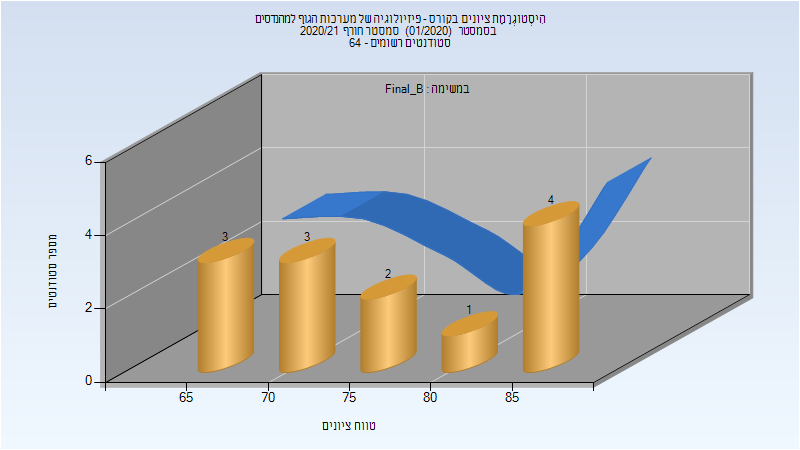 היסטוגרמת ציונים בקורס - פיזיולוגיה של מערכות הגוף למהנדסים
בסמסטר (01/2020) סמסטר חורף 2020/21
סטודנטים רשומים - 64
במשימה : Final_B
6
4
2
0
3
3
2
1
4
65
70
75
80
85
מספר סטודנטים
טווח ציונים